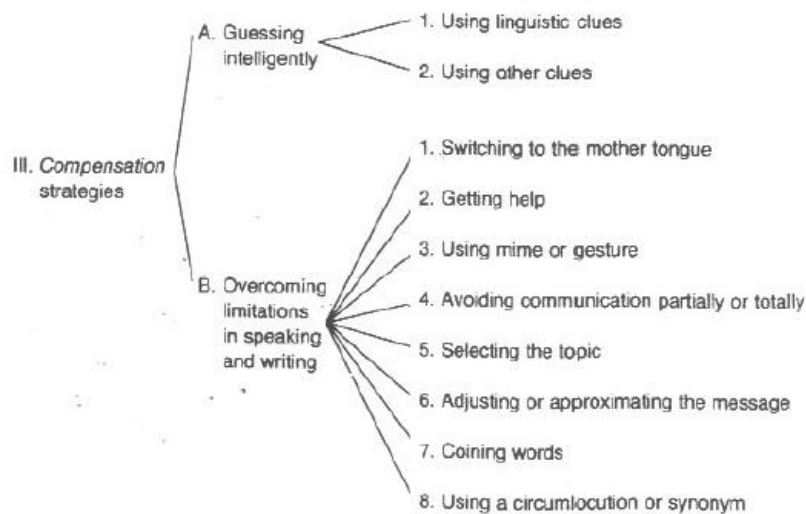 III. Compensation
strategies
A. Guessing
intelligently
1. Using linguistic clues
2. Using other clues
B. Overcoming
limitations
in speaking
and writing
1. Switching to the mother tongue
2. Getting help
3. Using mime or gesture
4. Avoiding communication partially or totally
5. Selecting the topic
6. Adjusting or approximating the message
7. Coining words
8. Using a circumlocution or synonym